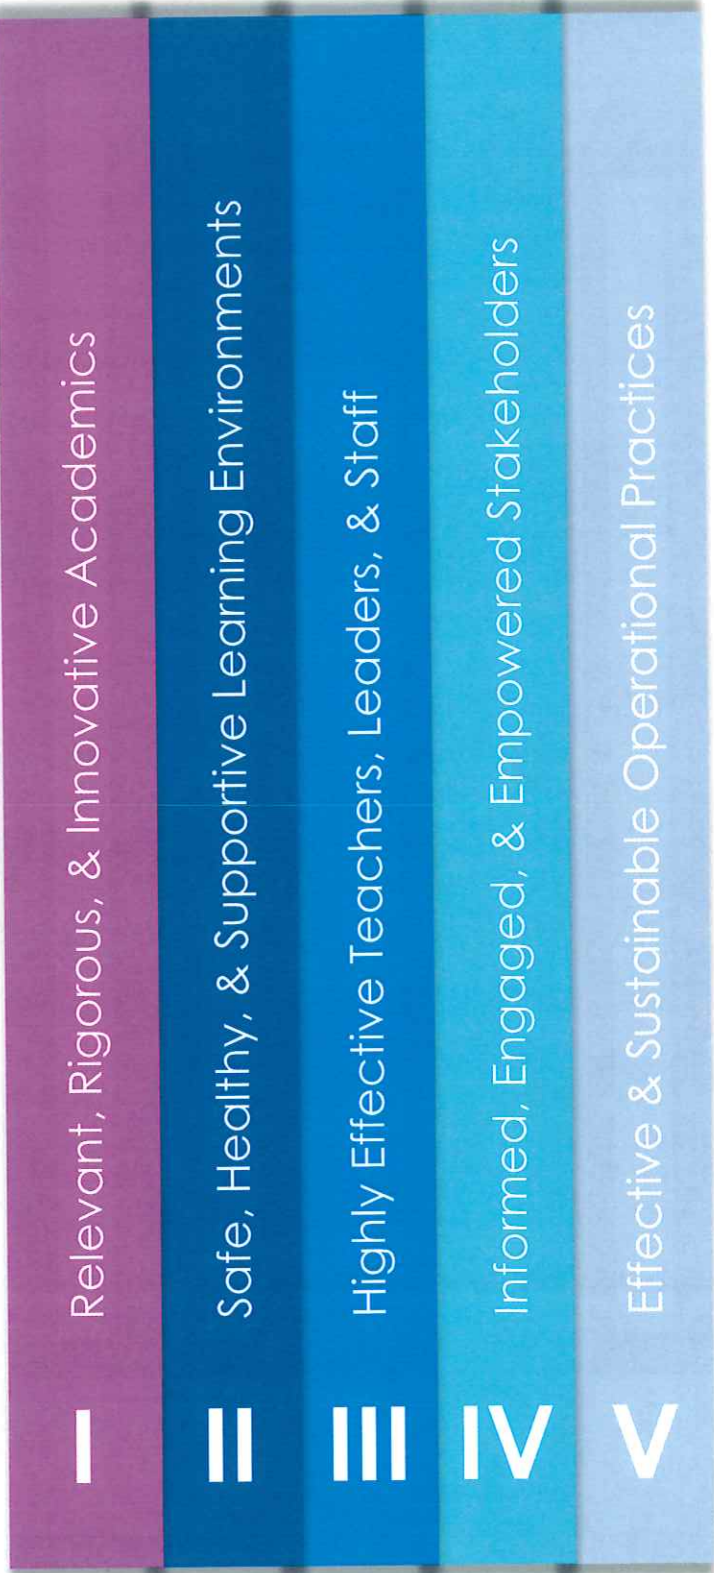 I Relevant, Rigorous, & Innovative Academics
II Safe, Healthy, & Supportive Learning Environments
III Highly Effective Teachers, Leaders, & Staff
IV Informed, Engaged, & Empowered Stakeholders
V Effective & Sustainable Operational Practices